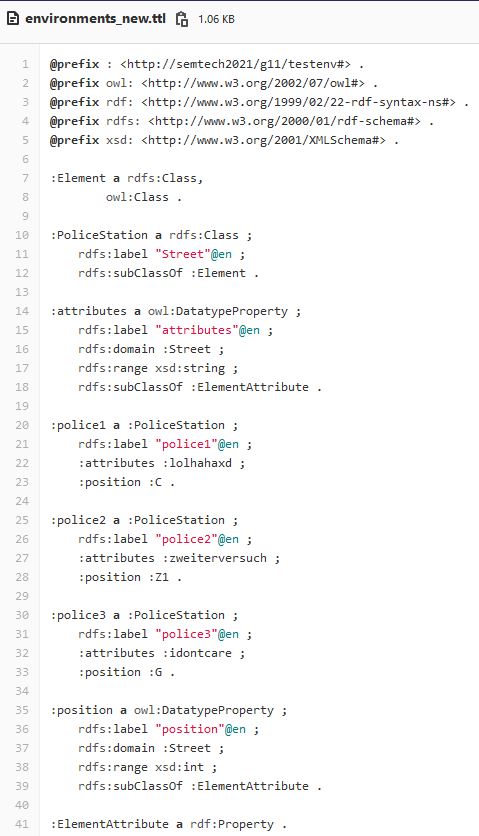 environments_new.ttl 1.06 KB
1 @prefix : <http://semtech2021/g11/testenv#> .
2 @prefix owl: <http://www.w3.org/2002/07/owl#> .
3 @prefix rdf: <http://www.w3.org/1999/02/22-rdf-syntax-ns#> .
4 @prefix rdfs: <http://www.w3.org/2000/01/rdf-schema#> .
5 @prefix xsd: <http://www.w3.org/2001/XMLSchema#> .
6
7 :Element a rdfs:Class,
8         owl:Class .
9
10 :PoliceStation a rdfs:Class ;
11     rdfs:label "Street"@en ;
12     rdfs:subClassOf :Element .
13
14 :attributes a owl:DatatypeProperty ;
15     rdfs:label "attributes"@en ;
16     rdfs:domain :Street ;
17     rdfs:range xsd:string ;
18     rdfs:subClassOf :ElementAttribute .
19
20 :police1 a :PoliceStation ;
21     rdfs:label "police1"@en ;
22     :attributes :lolhahaxd ;
23     :position :C .
24
25 :police2 a :PoliceStation ;
26     rdfs:label "police2"@en ;
27     :attributes :zweiterversuch ;
28     :position :Z1 .
29
30 :police3 a :PoliceStation ;
31     rdfs:label "police3"@en ;
32     :attributes :idontcare ;
33     :position :G .
34
35 :position a owl:DatatypeProperty ;
36     rdfs:label "position"@en ;
37     rdfs:domain :Street ;
38     rdfs:range xsd:int ;
39     rdfs:subClassOf :ElementAttribute .
40
41 :ElementAttribute a rdf:Property .